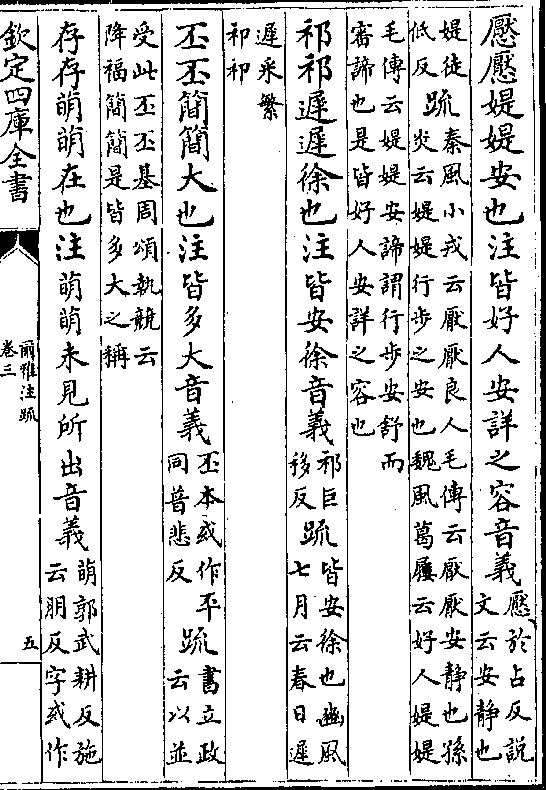 懕懕媞媞安也注皆好人安詳之容音義懕於占反說
文云安靜也
媞徒
低反疏秦風小戎云厭厭良人毛傳云厭厭安靜也孫
炎云媞媞行步之安也魏風葛屨云好人媞媞
毛傳云媞媞安諦謂行步安舒而
審諦也是皆好人安詳之容也
祁祁遲遲徐也注皆安徐音義祁巨
移反疏皆安徐也豳風
七月云春日遲
遲采蘩
祁祁
丕丕簡簡大也注皆多大音義丕本或作㔻
同普悲反疏書立政
云以並
受此丕丕基周頌執競云
降福簡簡是皆多大之稱
存存萌萌在也注萌萌未見所出音義萌郭武耕反施
云朋反字或作
欽定四庫全書
爾雅注疏
卷三
五